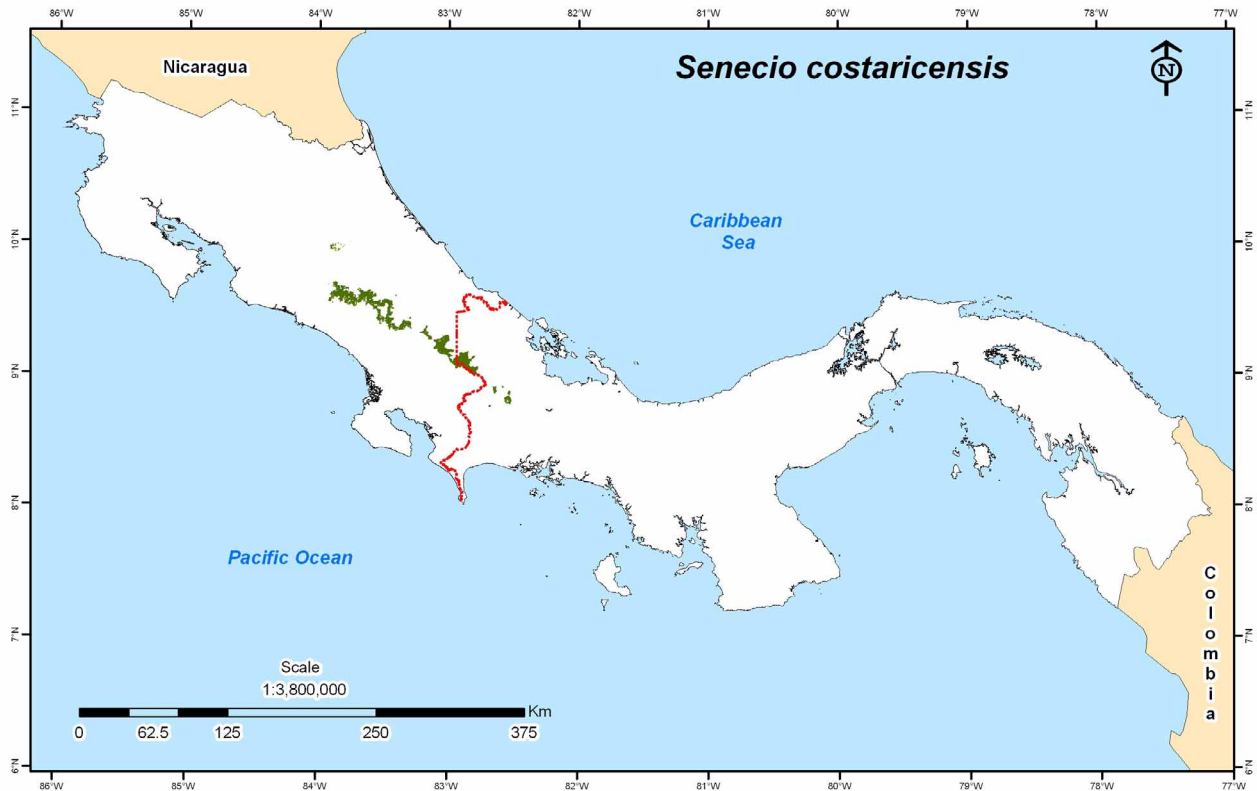 86°W 85°W 84°W 83°W 82°W 81°W 80°W 79°W 78°W 77°W
Nicaragua
Senecio costaricensis
N
11°N 11°N
Caribbean
Sea
10°N 10°N
9°N 9°N
8°N 8°N
Pacific Ocean
Colombia
7°N 7°N
Scale
1:3,800,000
Km
0 62.5 125 250 375
6°N 6°N
86°W 85°W 84°W 83°W 82°W 81°W 80°W 79°W 78°W 77°W